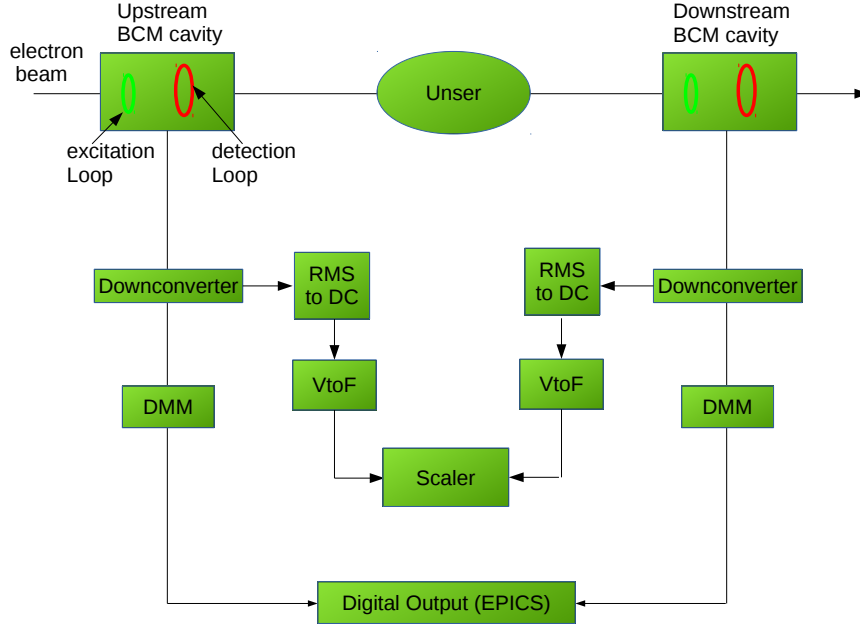 Upstream
BCM cavity
Downstream
BCM cavity
electron
beam
Unser
excitation
Loop
detection
Loop
Downconverter
RMS
to DC
RMS
to DC
Downconverter
VtoF
VtoF
DMM
DMM
Scaler
Digital Output (EPICS)